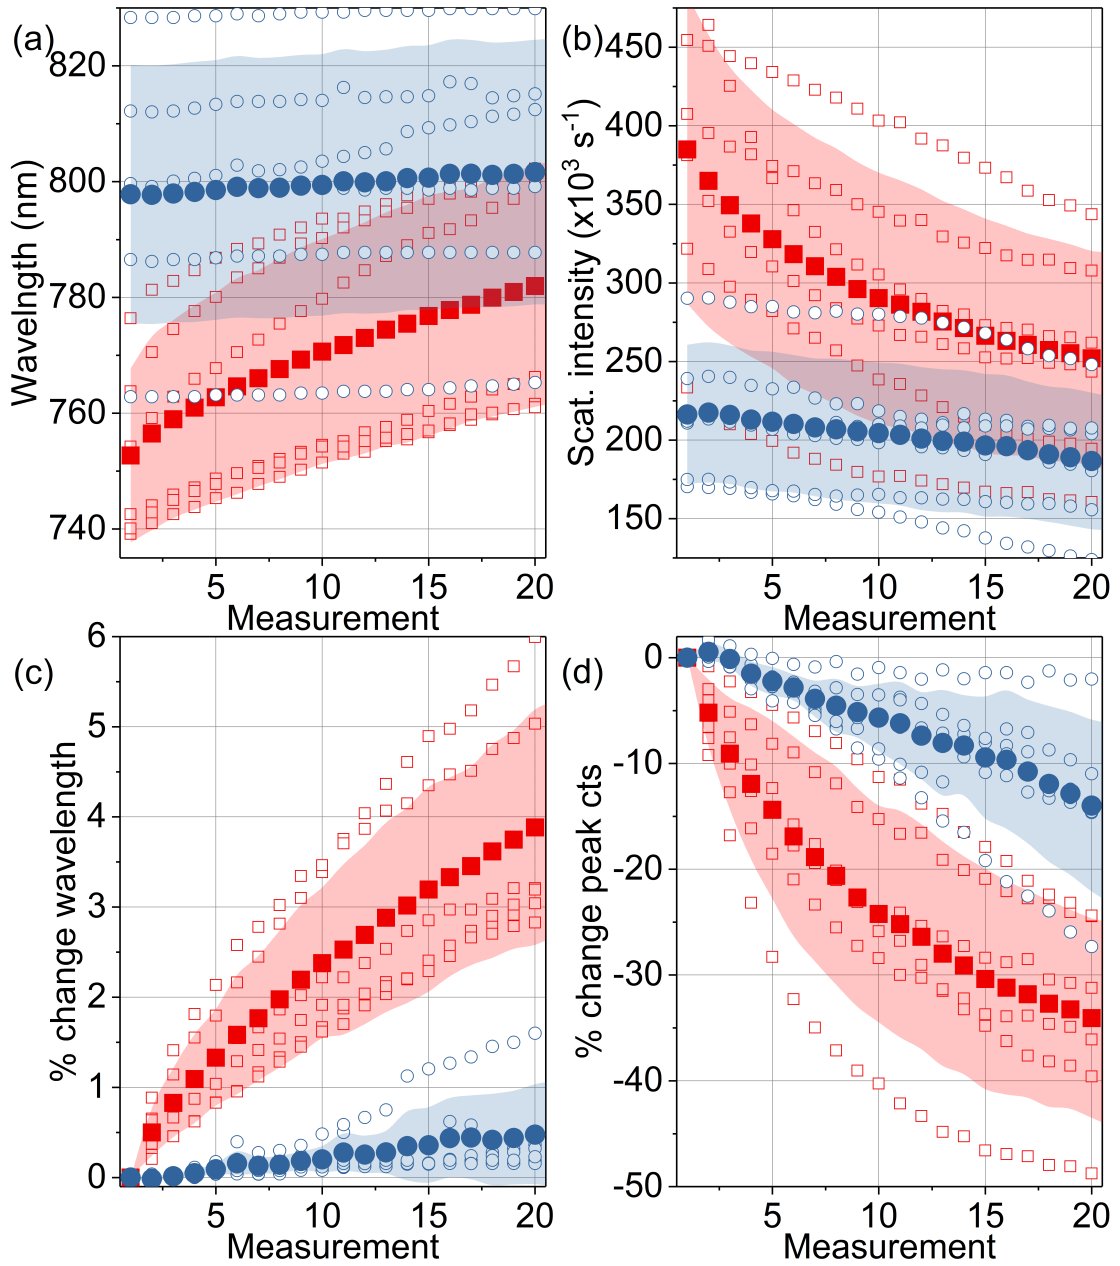 (a)
820
800
780
760
740
Wavelngth (nm)
5 10 15 20
Measurement
(b)
450
400
350
300
250
200
150
Scat. intensity (x10³ s⁻¹)
5 10 15 20
Measurement
(c)
6
5
4
3
2
1
0
% change wavelength
5 10 15 20
Measurement
(d)
0
-10
-20
-30
-40
-50
% change peak cts
5 10 15 20
Measurement